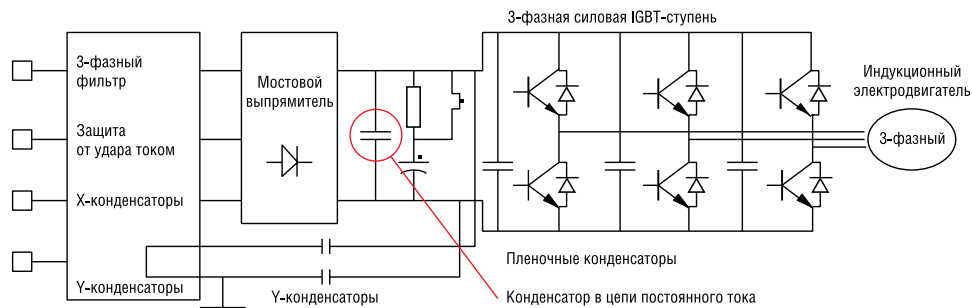 3-фазная силовая IGBT-ступень
3-фазный
фильтр
Защита
от удара током
X-конденсаторы
Y-конденсаторы
Мостовой
выпрямитель
Индукционный
электродвигатель
3-фазный
Пленочные конденсаторы
Y-конденсаторы
Конденсатор в цепи постоянного тока